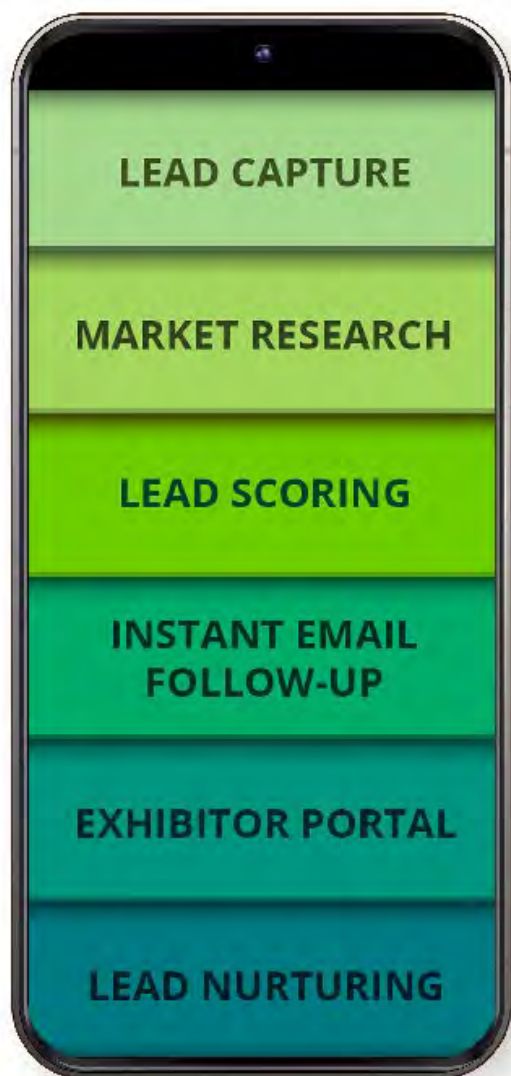 LEAD CAPTURE
MARKET RESEARCH
LEAD SCORING
INSTANT EMAIL
FOLLOW-UP
EXHIBITOR PORTAL
LEAD NURTURING